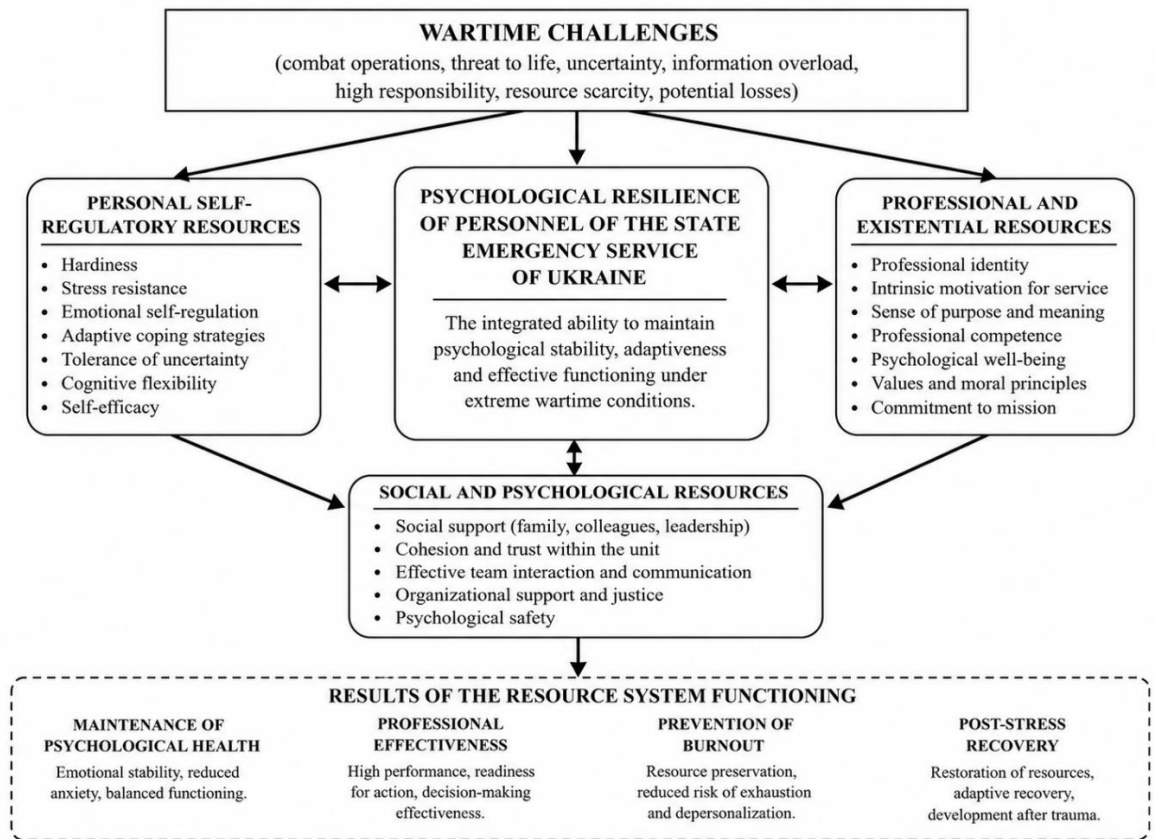 WARTIME CHALLENGES
(combat operations, threat to life, uncertainty, information overload,
high responsibility, resource scarcity, potential losses)
PERSONAL SELF-
REGULATORY RESOURCES
• Hardiness
• Stress resistance
• Emotional self-regulation
• Adaptive coping strategies
• Tolerance of uncertainty
• Cognitive flexibility
• Self-efficacy
PSYCHOLOGICAL RESILIENCE
OF PERSONNEL OF THE STATE
EMERGENCY SERVICE
OF UKRAINE
The integrated ability to maintain
psychological stability, adaptiveness
and effective functioning under
extreme wartime conditions.
PROFESSIONAL AND
EXISTENTIAL RESOURCES
• Professional identity
• Intrinsic motivation for service
• Sense of purpose and meaning
• Professional competence
• Psychological well-being
• Values and moral principles
• Commitment to mission
SOCIAL AND PSYCHOLOGICAL RESOURCES
• Social support (family, colleagues, leadership)
• Cohesion and trust within the unit
• Effective team interaction and communication
• Organizational support and justice
• Psychological safety
RESULTS OF THE RESOURCE SYSTEM FUNCTIONING
MAINTENANCE OF
PSYCHOLOGICAL HEALTH
Emotional stability, reduced
anxiety, balanced functioning.
PROFESSIONAL
EFFECTIVENESS
High performance, readiness
for action, decision-making
effectiveness.
PREVENTION OF
BURNOUT
Resource preservation,
reduced risk of exhaustion
and depersonalization.
POST-STRESS
RECOVERY
Restoration of resources,
adaptive recovery,
development after trauma.